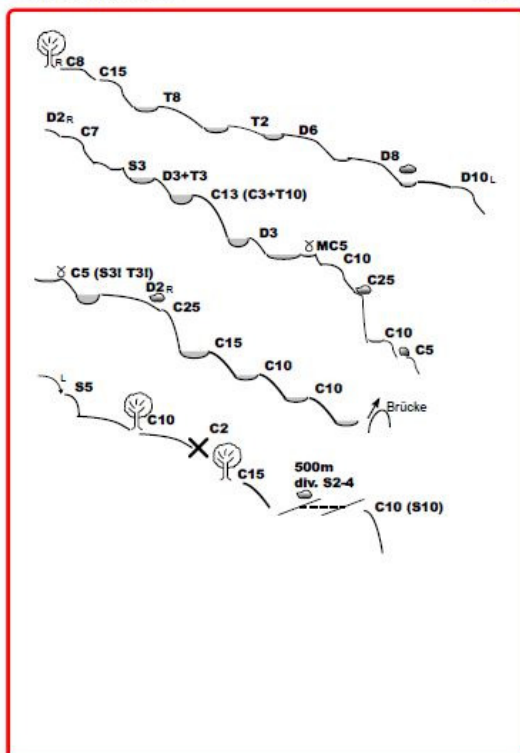 R C8
C15
T8
T2
D6
D8
D10 L
D2 R
C7
S3
D3+T3
C13 (C3+T10)
D3
MC5
C10
C25
C10
C5
C5 (S3! T3!)
D2 R
C25
C15
C10
C10
Brücke
L
S5
C10
C2
C15
500m
div. S2-4
C10 (S10)